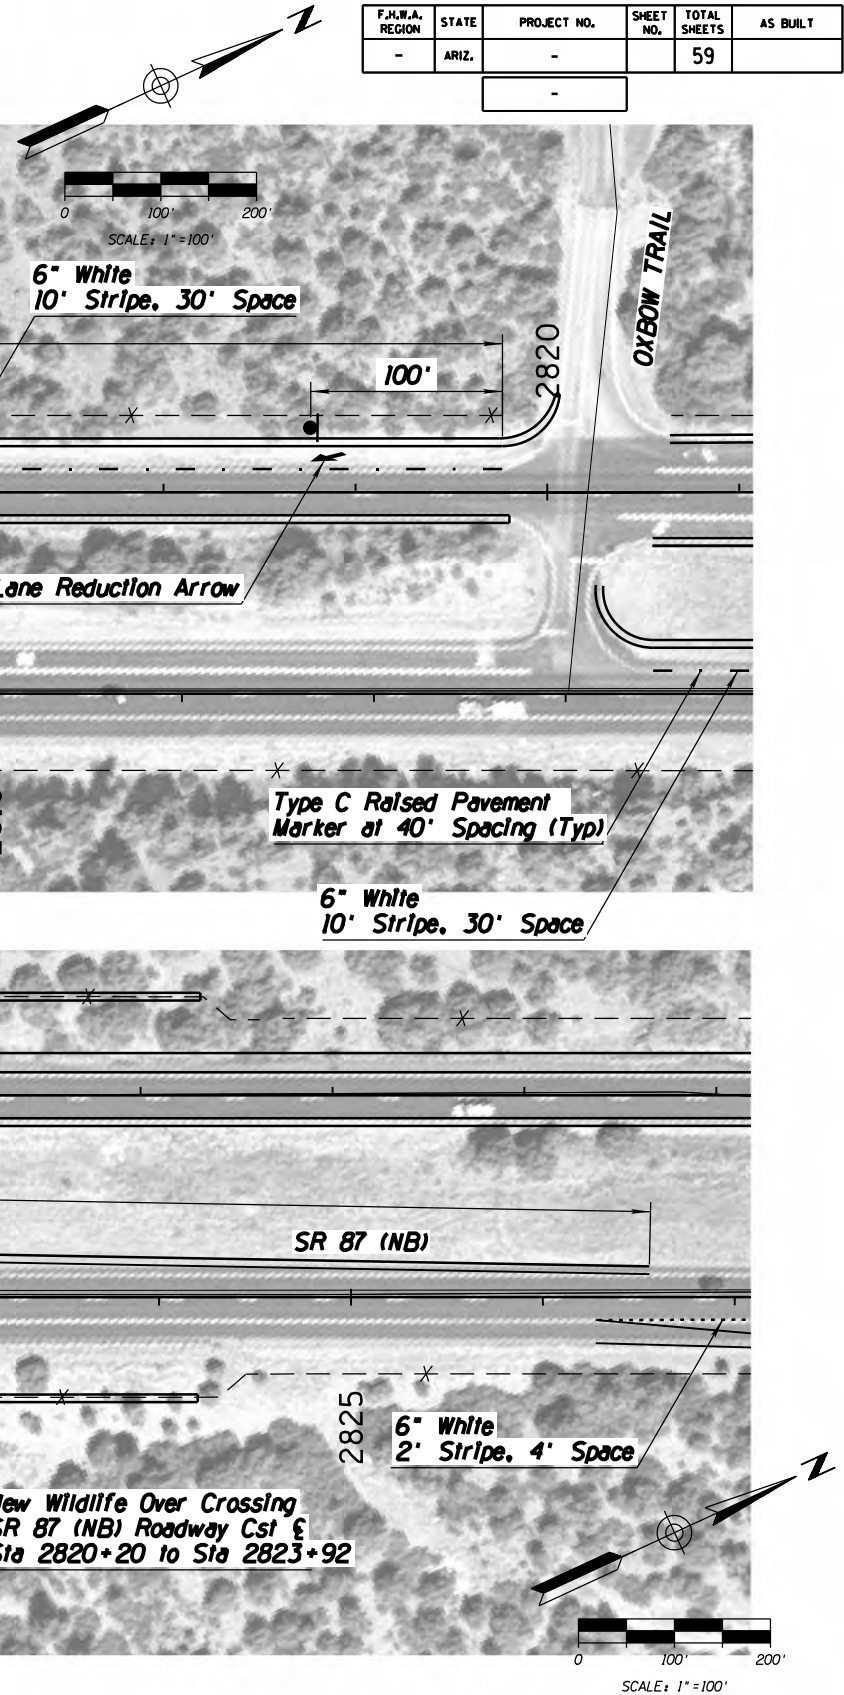 F.H.W.A. REGION
STATE
PROJECT NO.
SHEET NO.
TOTAL SHEETS
AS BUILT
-
ARIZ.
-
59
-
N
0 100' 200'
SCALE: 1"=100'
6" White
10' Stripe, 30' Space
100'
2820
OXBOW TRAIL
Lane Reduction Arrow
Type C Raised Pavement
Marker at 40' Spacing (Typ)
6" White
10' Stripe, 30' Space
SR 87 (NB)
2825
6" White
2' Stripe, 4' Space
New Wildlife Over Crossing
SR 87 (NB) Roadway Cst ℄
Sta 2820+20 to Sta 2823+92
N
0 100' 200'
SCALE: 1"=100'